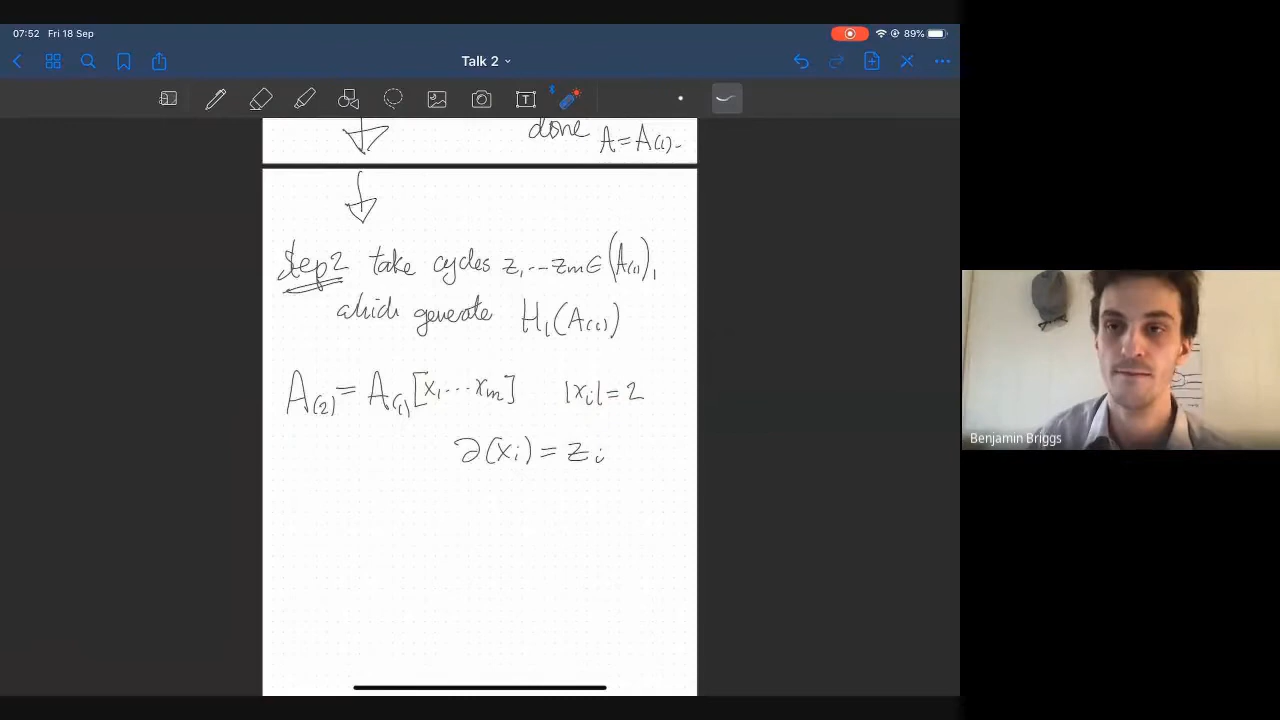 07:52 Fri 18 Sep
89%
Talk 2
done A = A(1).
Step 2 take cycles z1 ... zm ∈ (A(1))1
which generate H1(A(1))
A(2) = A(1)[x1 ... xm] |xi| = 2
∂(xi) = zi
Benjamin Briggs